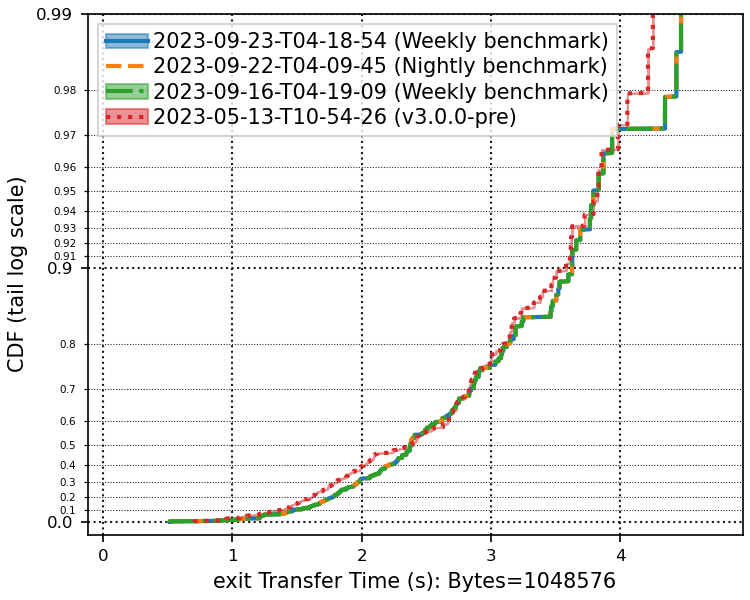 0.99
0.98
0.97
0.96
0.95
0.94
0.93
0.92
0.91
0.9
0.8
0.7
0.6
0.5
0.4
0.3
0.2
0.1
0.0
CDF (tail log scale)
2023-09-23-T04-18-54 (Weekly benchmark)
2023-09-22-T04-09-45 (Nightly benchmark)
2023-09-16-T04-19-09 (Weekly benchmark)
2023-05-13-T10-54-26 (v3.0.0-pre)
0 1 2 3 4
exit Transfer Time (s): Bytes=1048576